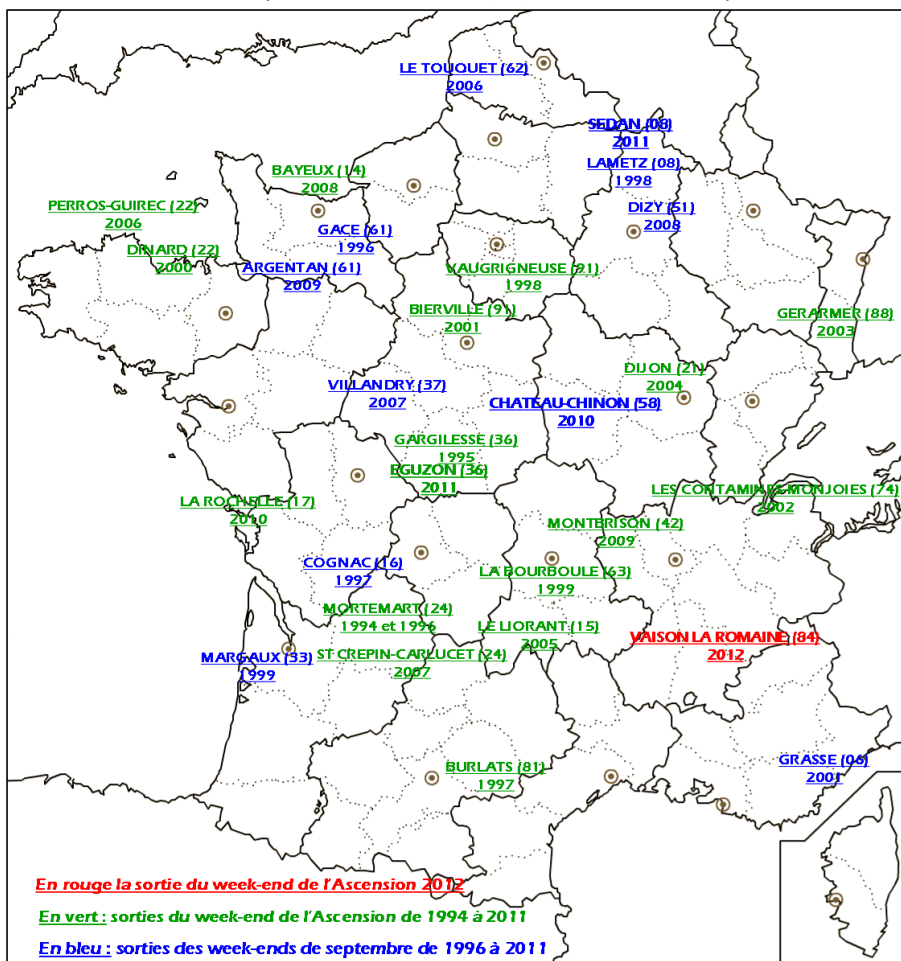 LE TOUQUET (62)
2006
SEDAN (08)
2011
LAMETZ (08)
1998
BAYEUX (14)
2008
PERROS-GUIREC (22)
2006
DIZY (51)
2008
GACE (61)
1996
DINARD (22)
2000
ARGENTAN (61)
2009
VAUGRIGNEUSE (91)
1998
BIERVILLE (91)
2001
GERARMER (88)
2003
DIJON (21)
2004
VILLANDRY (37)
2007
CHATEAU-CHINON (58)
2010
GARGILESSE (36)
1995
EGUZON (36)
2011
LES CONTAMINES-MONJOIES (74)
2002
LA ROCHELLE (17)
2010
MONTBRISON (42)
2009
COGNAC (16)
1997
LA BOURBOULE (63)
1999
MORTEMART (24)
1994 et 1996
LE LIORANT (15)
2005
VAISON LA ROMAINE (84)
2012
MARGAUX (33)
1999
ST CREPIN-CARLUCET (24)
2007
BURLATS (81)
1997
GRASSE (06)
2001
En rouge la sortie du week-end de l'Ascension 2012
En vert : sorties du week-end de l'Ascension de 1994 à 2011
En bleu : sorties des week-ends de septembre de 1996 à 2011